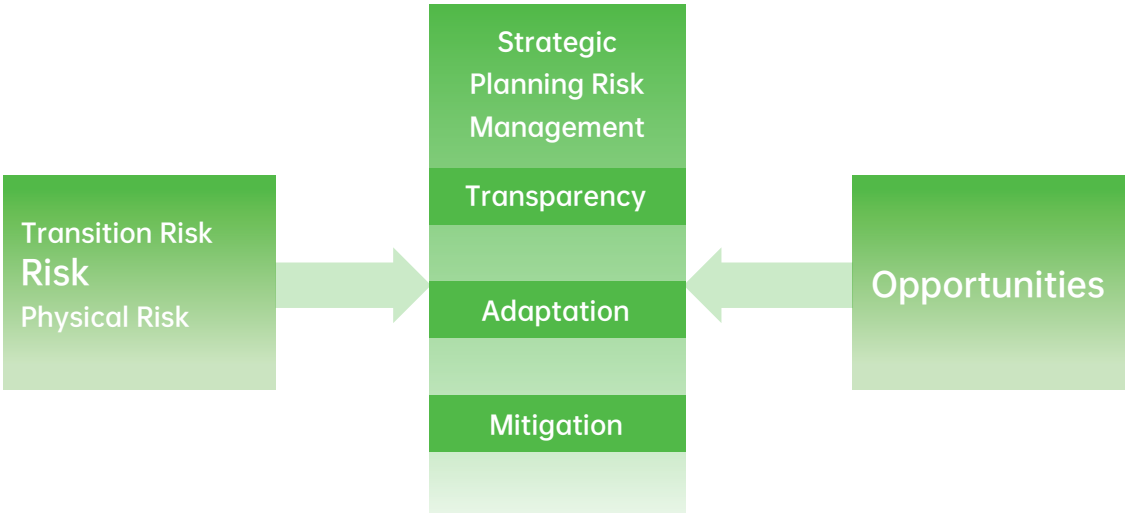 Strategic
Planning Risk
Management
Transparency
Adaptation
Mitigation
Transition Risk
Risk
Physical Risk
Opportunities